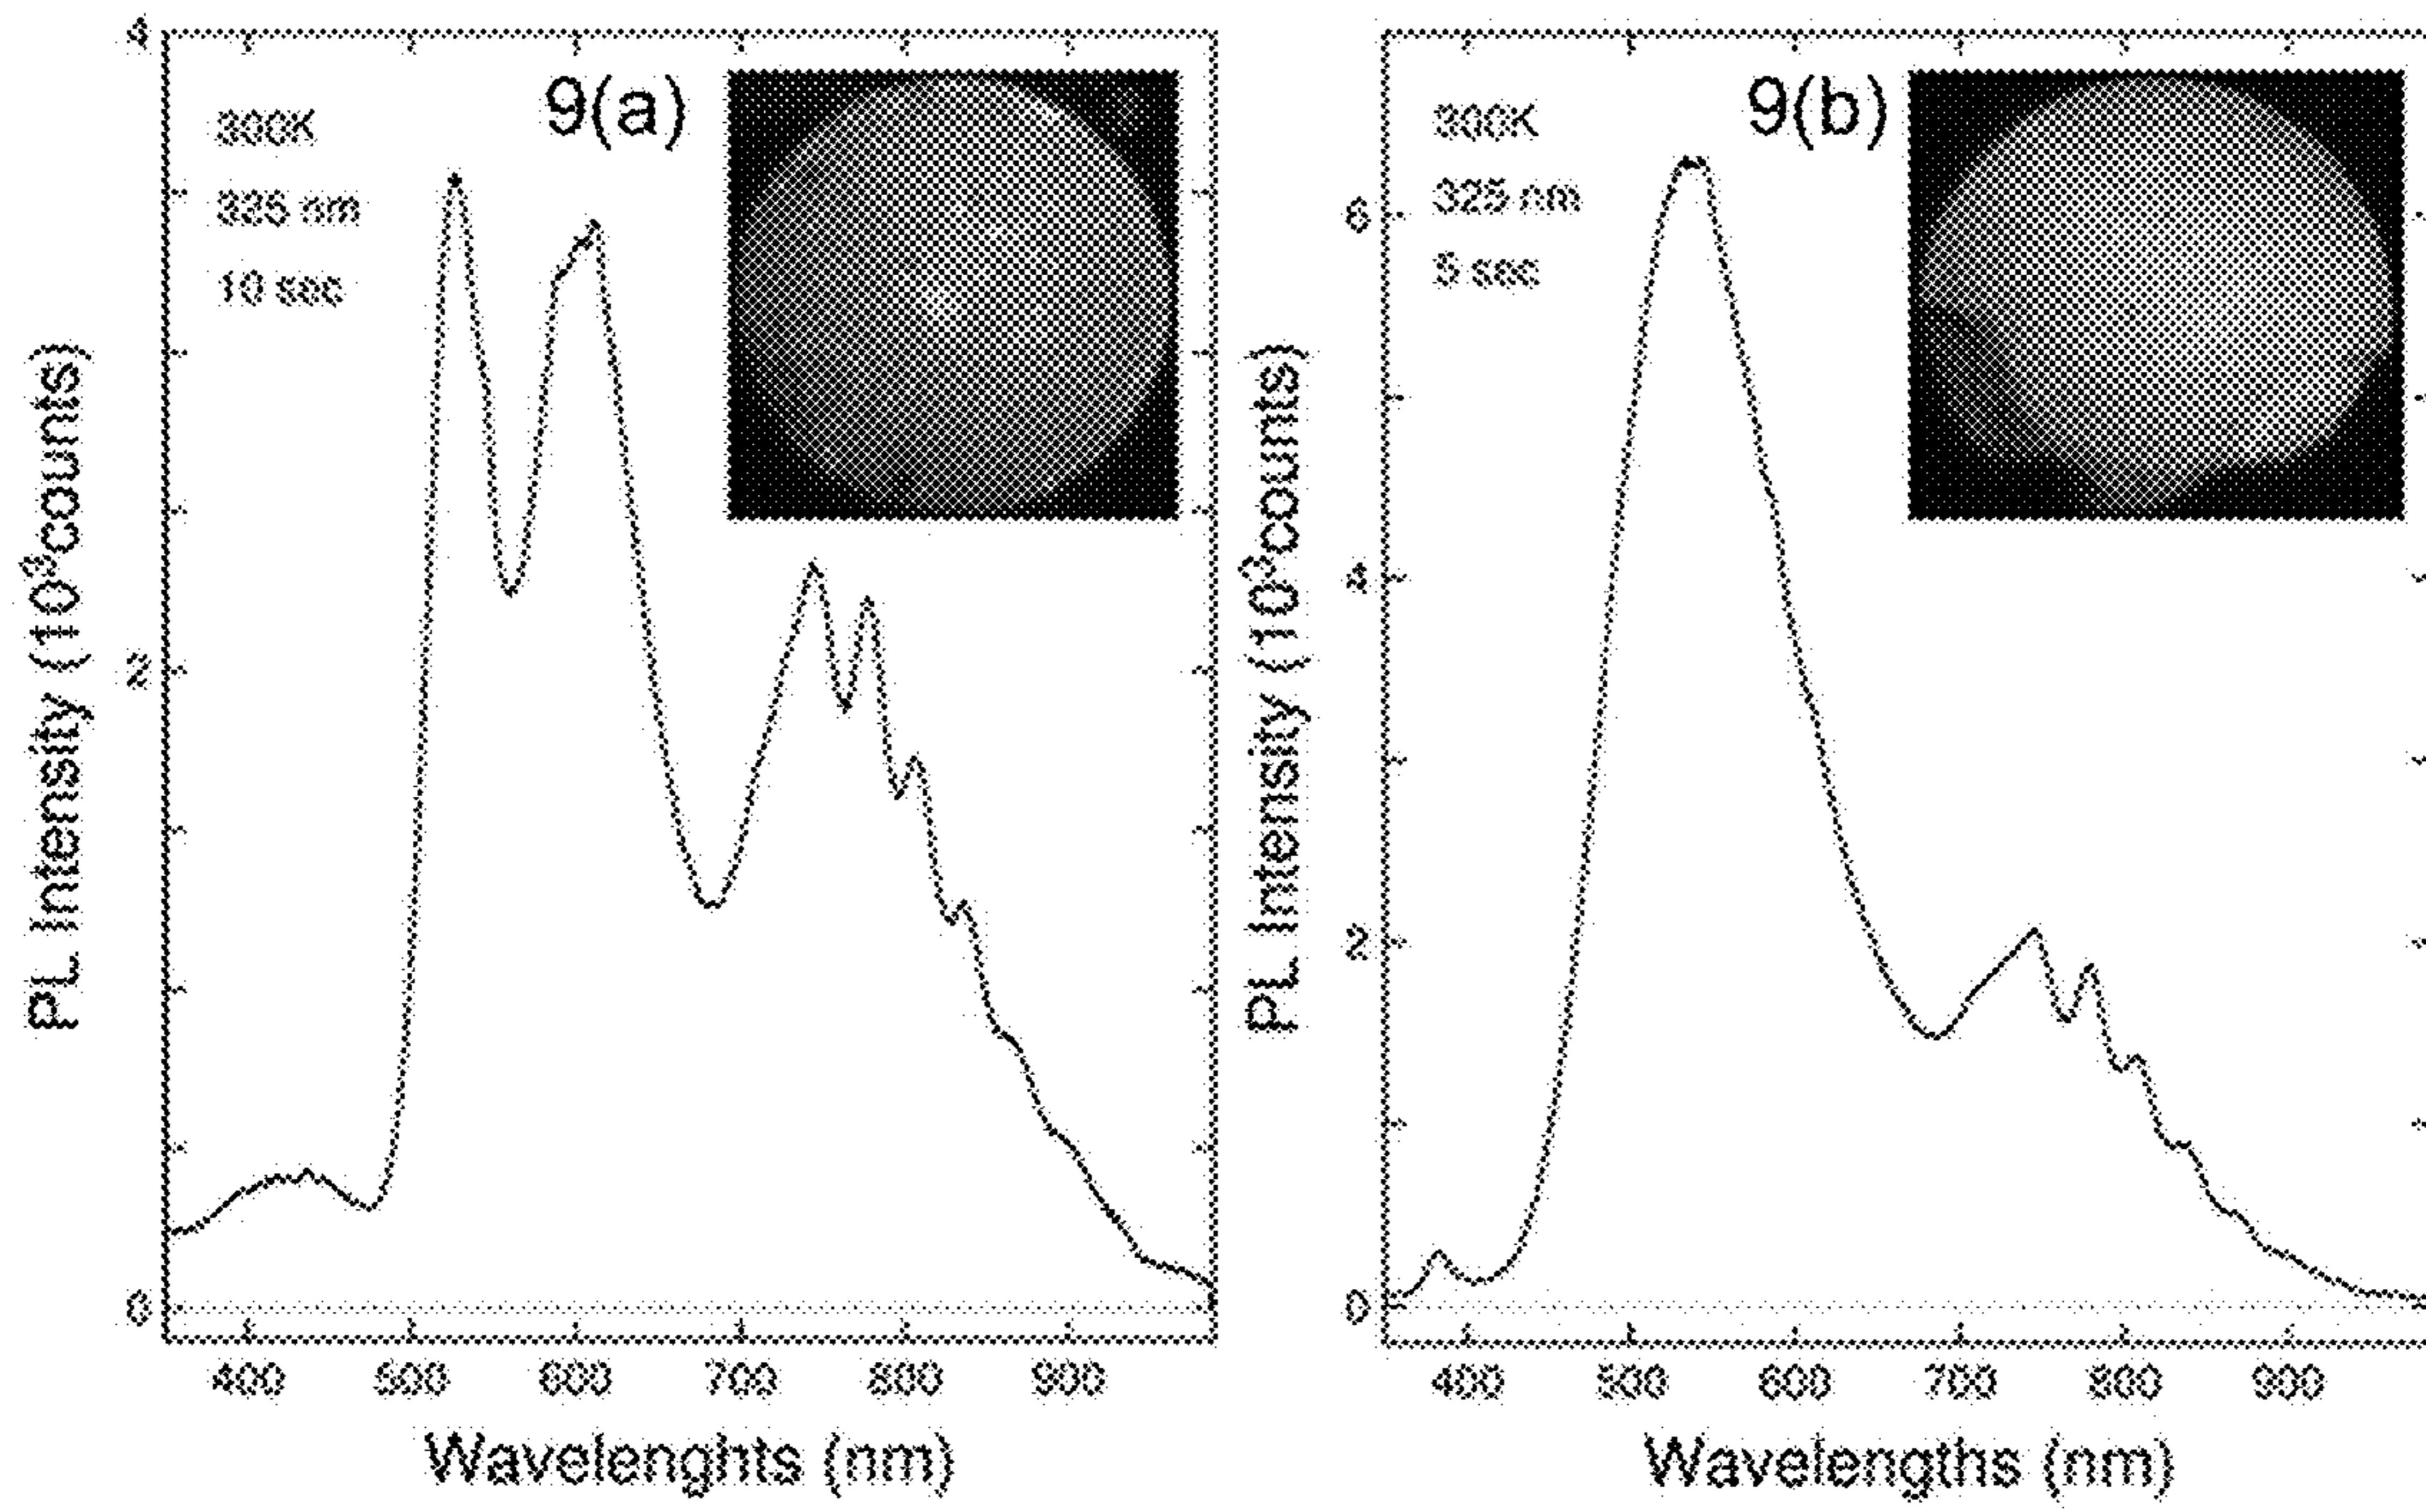 9(a)
300K
325 nm
10 sec
4
2
0
PL Intensity (10³counts)
400 500 600 700 800 900
Wavelenghts (nm)
9(b)
300K
325 nm
5 sec
6
4
2
0
PL Intensity (10³counts)
400 500 600 700 800 900
Wavelengths (nm)